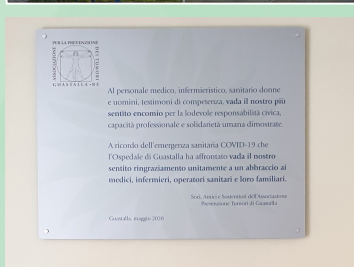 PER LA PREVENZIONE
ASSOCIAZIONE
DEI TUMORI
GUASTALLA - RE
Al personale medico, infermieristico, sanitario donne
e uomini, testimoni di competenza, vada il nostro più
sentito encomio per la lodevole responsabilità civica,
capacità professionale e solidarietà umana dimostrate.
A ricordo dell'emergenza sanitaria COVID-19 che
l'Ospedale di Guastalla ha affrontato vada il nostro
sentito ringraziamento unitamente a un abbraccio ai
medici, infermieri, operatori sanitari e loro familiari.
Soci, Amici e Sostenitori dell'Associazione
Prevenzione Tumori di Guastalla
Guastalla, maggio 2020